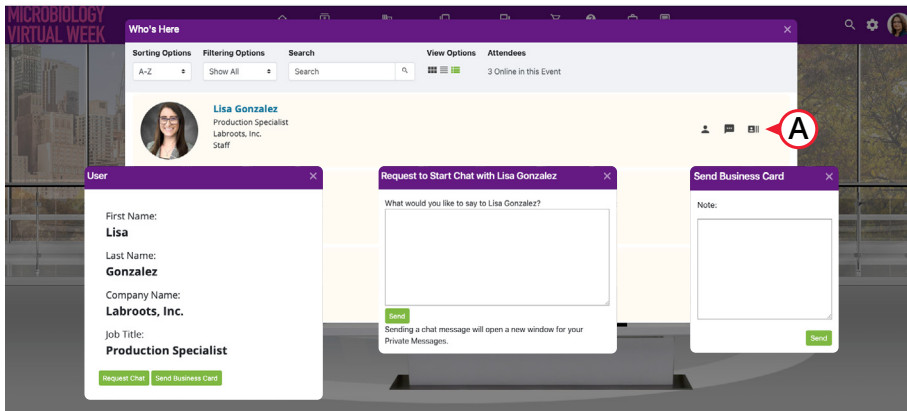 MICROBIOLOGY
VIRTUAL WEEK
Who's Here
Sorting Options Filtering Options Search View Options Attendees
A-Z Show All Search 3 Online in this Event
Lisa Gonzalez
Production Specialist
Labroots, Inc.
Staff
A
User
First Name:
Lisa
Last Name:
Gonzalez
Company Name:
Labroots, Inc.
Job Title:
Production Specialist
Request Chat Send Business Card
Request to Start Chat with Lisa Gonzalez
What would you like to say to Lisa Gonzalez?
Send
Sending a chat message will open a new window for your
Private Messages.
Send Business Card
Note:
Send